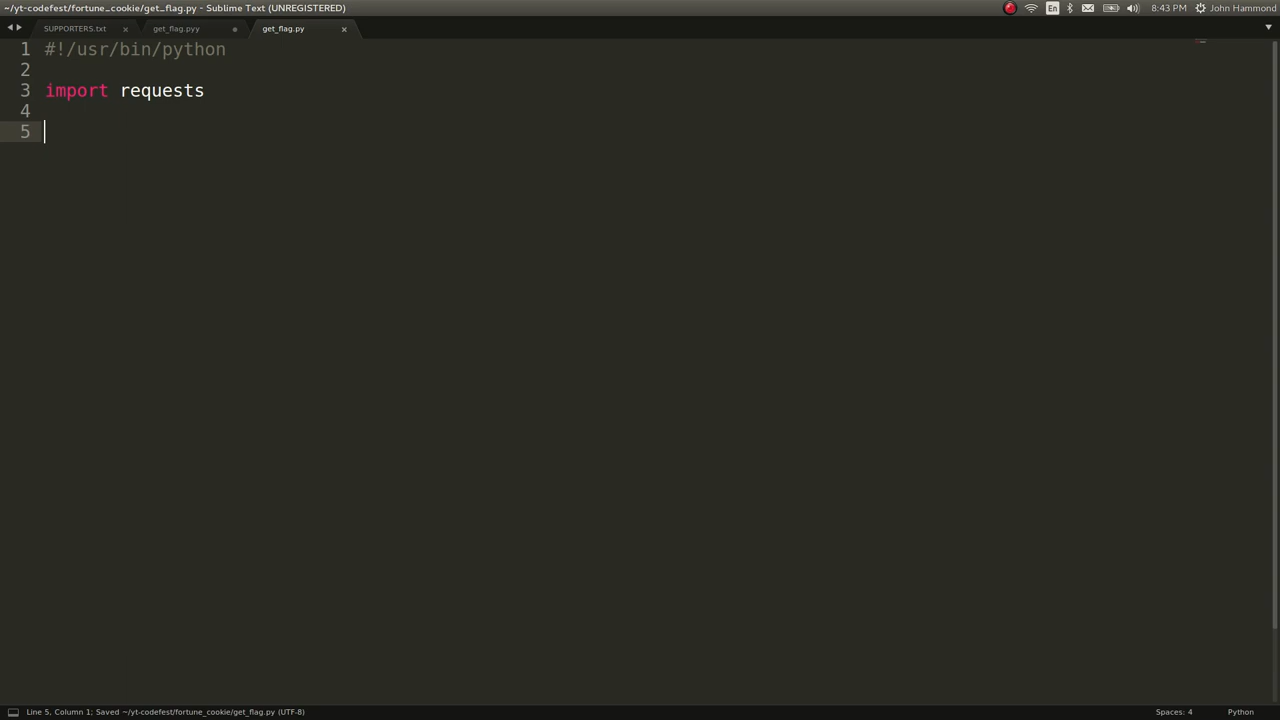 ~/yt-codefest/fortune_cookie/get_flag.py - Sublime Text (UNREGISTERED)
En
8:43 PM
John Hammond
SUPPORTERS.txt
get_flag.pyy
get_flag.py
1 #!/usr/bin/python
2
3 import requests
4
5
Line 5, Column 1; Saved ~/yt-codefest/fortune_cookie/get_flag.py (UTF-8)
Spaces: 4
Python